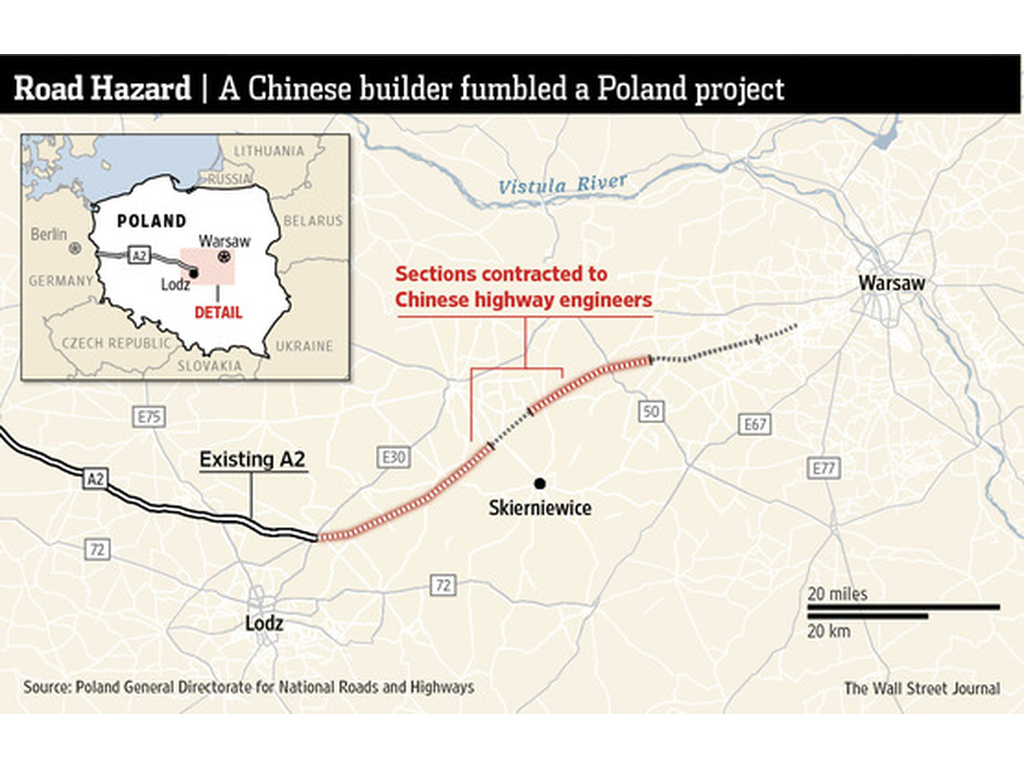 Road Hazard | A Chinese builder fumbled a Poland project
LITHUANIA
RUSSIA
POLAND
BELARUS
Berlin
Warsaw
A2
GERMANY
Lodz
DETAIL
CZECH REPUBLIC
UKRAINE
SLOVAKIA
Vistula River
Sections contracted to
Chinese highway engineers
Warsaw
E75
50
E67
Existing A2
E30
E77
A2
Skierniewice
72
72
20 miles
20 km
Lodz
Source: Poland General Directorate for National Roads and Highways
The Wall Street Journal